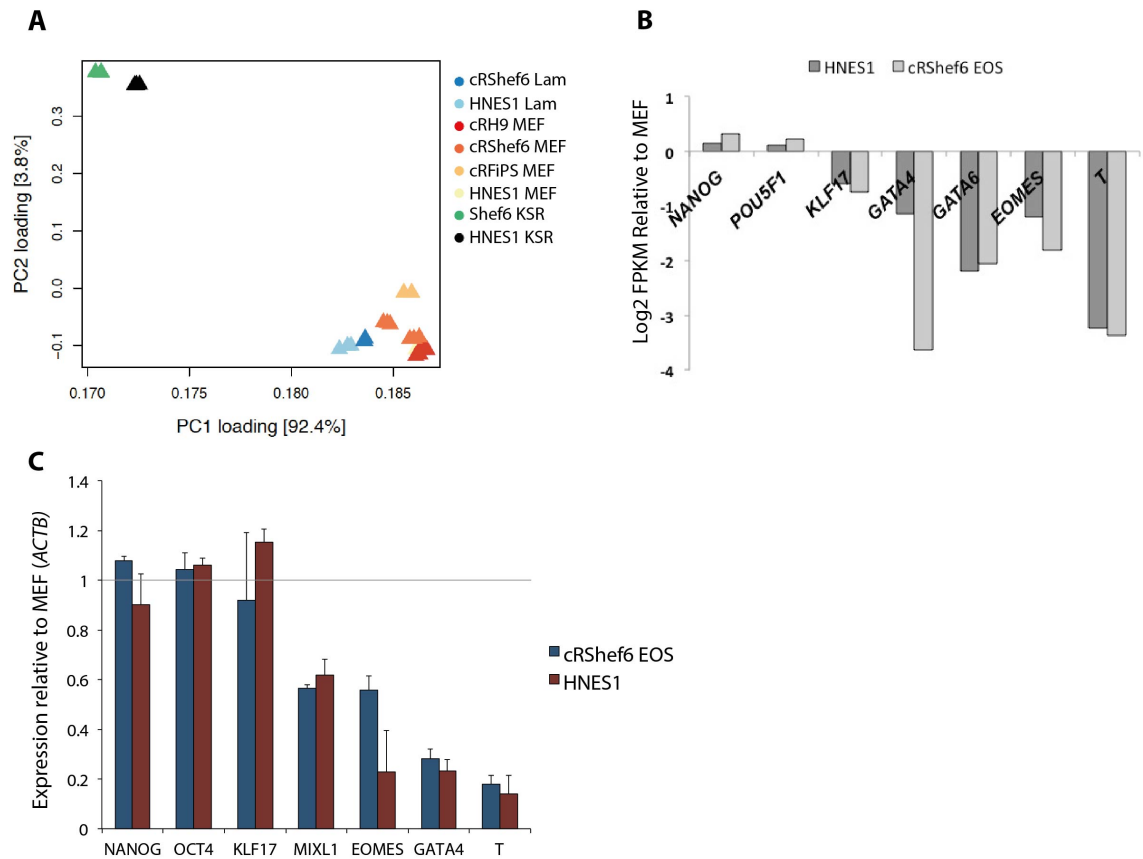 A
PC2 loading [3.8%]
0.3
0.2
0.1
0.0
−0.1
0.170
0.175
0.180
0.185
PC1 loading [92.4%]
cRShef6 Lam
HNES1 Lam
cRH9 MEF
cRShef6 MEF
cRFiPS MEF
HNES1 MEF
Shef6 KSR
HNES1 KSR
B
HNES1
cRShef6 EOS
Log2 FPKM Relative to MEF
1
0
-1
-2
-3
-4
NANOG
POU5F1
KLF17
GATA4
GATA6
EOMES
T
C
Expression relative to MEF (ACTB)
1.4
1.2
1
0.8
0.6
0.4
0.2
0
NANOG
OCT4
KLF17
MIXL1
EOMES
GATA4
T
cRShef6 EOS
HNES1